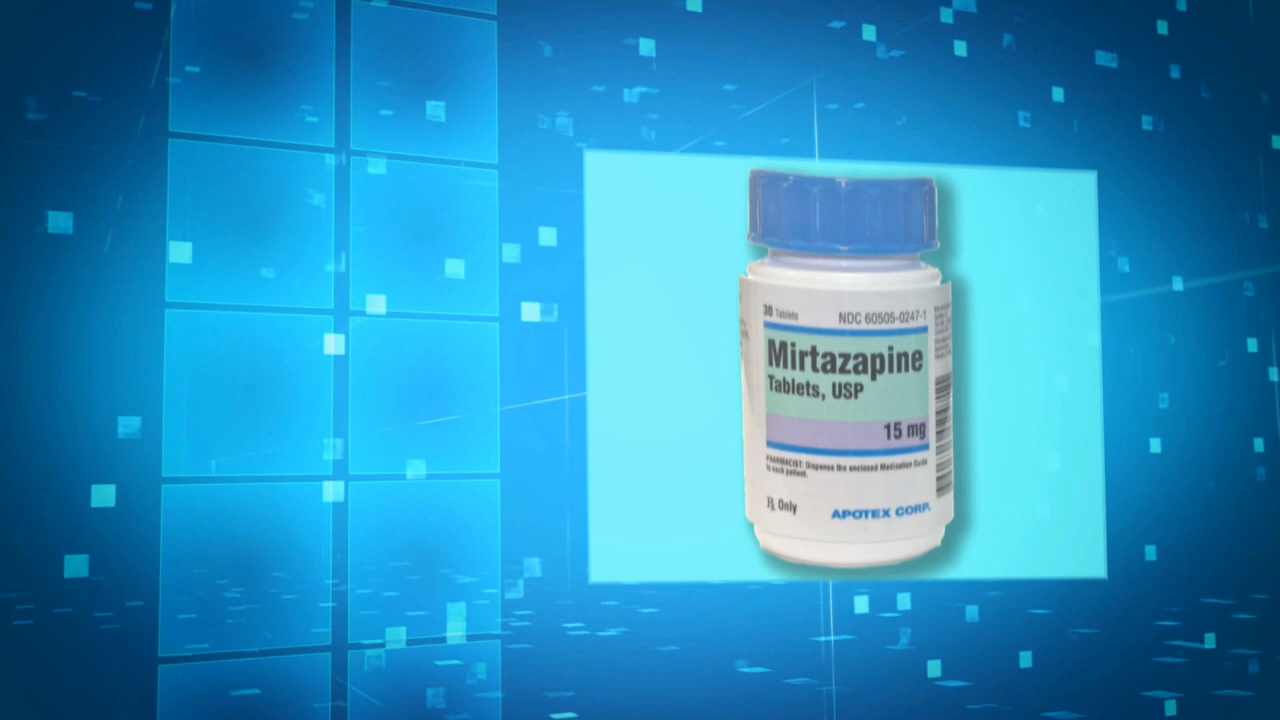 30 Tablets NDC 60505-0247-1
Mirtazapine
Tablets, USP
15 mg
PHARMACIST: Dispense the enclosed Medication Guide
to each patient.
Rx Only APOTEX CORP.